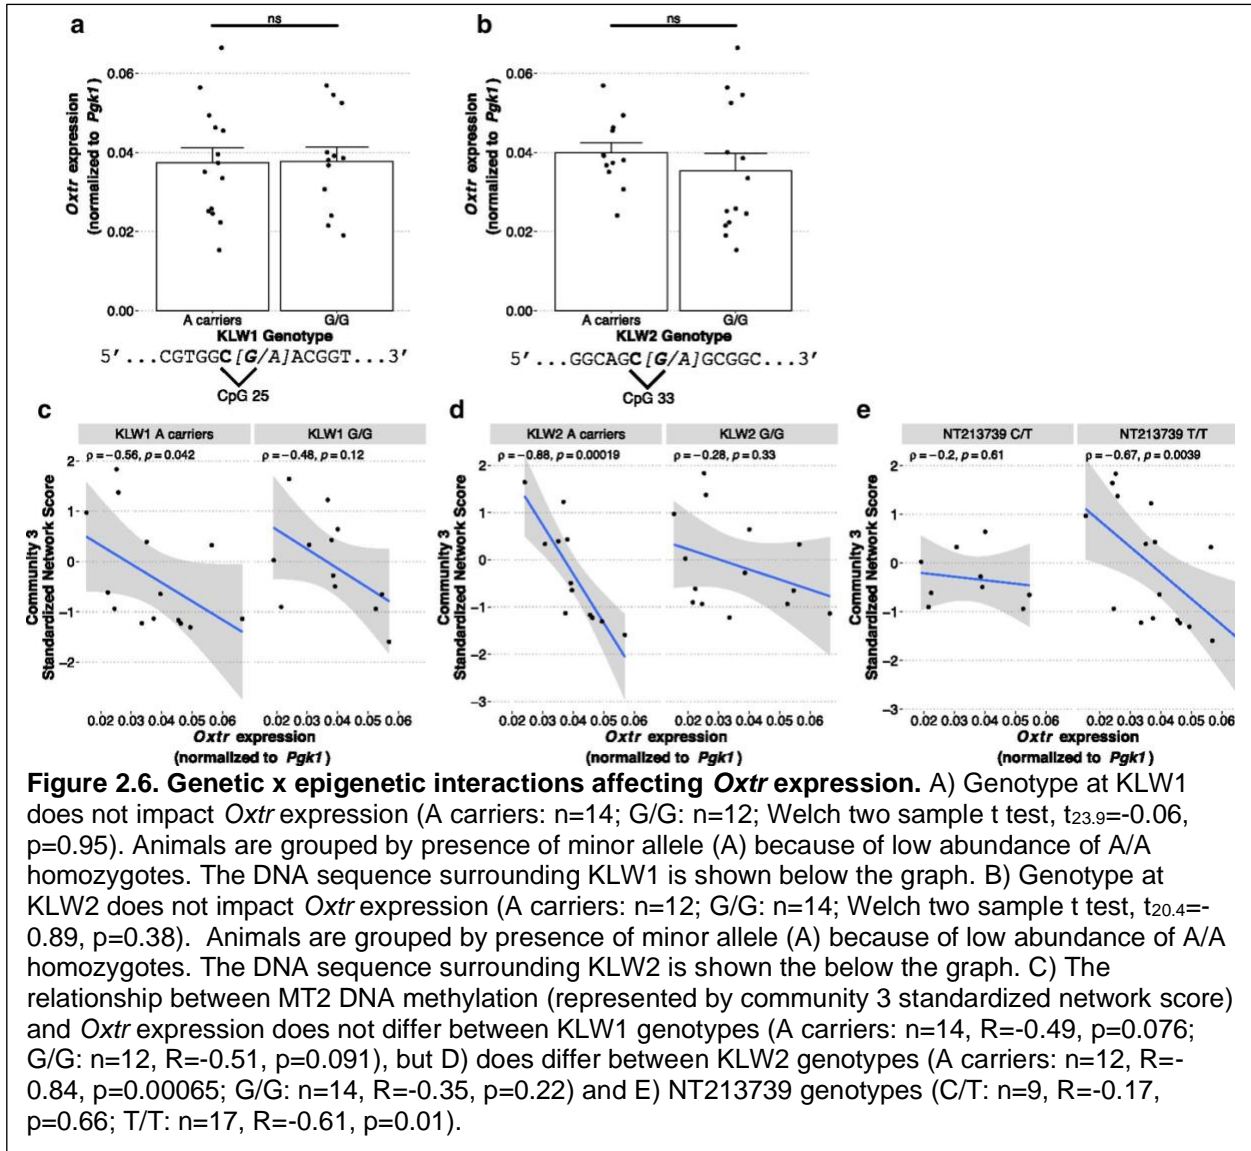 a
ns
Oxtr expression
(normalized to Pgk1)
0.06
0.04
0.02
0.00
A carriers G/G
KLW1 Genotype
5′...CGTGGC[G/A]ACGGT...3′
CpG 25
b
ns
Oxtr expression
(normalized to Pgk1)
0.06
0.04
0.02
0.00
A carriers G/G
KLW2 Genotype
5′...GGCAGC[G/A]GCGGC...3′
CpG 33
c
KLW1 A carriers KLW1 G/G
ρ = −0.56, p = 0.042 ρ = −0.48, p = 0.12
Community 3
Standardized Network Score
2
1
0
−1
−2
0.02 0.03 0.04 0.05 0.06 0.02 0.03 0.04 0.05 0.06
Oxtr expression
(normalized to Pgk1)
d
KLW2 A carriers KLW2 G/G
ρ = −0.88, p = 0.00019 ρ = −0.28, p = 0.33
Community 3
Standardized Network Score
2
1
0
−1
−2
−3
0.02 0.03 0.04 0.05 0.06 0.02 0.03 0.04 0.05 0.06
Oxtr expression
(normalized to Pgk1)
e
NT213739 C/T NT213739 T/T
ρ = −0.2, p = 0.61 ρ = −0.67, p = 0.0039
Community 3
Standardized Network Score
2
1
0
−1
−2
−3
0.02 0.03 0.04 0.05 0.06 0.02 0.03 0.04 0.05 0.06
Oxtr expression
(normalized to Pgk1)
Figure 2.6. Genetic x epigenetic interactions affecting Oxtr expression. A) Genotype at KLW1
does not impact Oxtr expression (A carriers: n=14; G/G: n=12; Welch two sample t test, t23.9=-0.06,
p=0.95). Animals are grouped by presence of minor allele (A) because of low abundance of A/A
homozygotes. The DNA sequence surrounding KLW1 is shown below the graph. B) Genotype at
KLW2 does not impact Oxtr expression (A carriers: n=12; G/G: n=14; Welch two sample t test, t20.4=-
0.89, p=0.38). Animals are grouped by presence of minor allele (A) because of low abundance of A/A
homozygotes. The DNA sequence surrounding KLW2 is shown the below the graph. C) The
relationship between MT2 DNA methylation (represented by community 3 standardized network score)
and Oxtr expression does not differ between KLW1 genotypes (A carriers: n=14, R=-0.49, p=0.076;
G/G: n=12, R=-0.51, p=0.091), but D) does differ between KLW2 genotypes (A carriers: n=12, R=-
0.84, p=0.00065; G/G: n=14, R=-0.35, p=0.22) and E) NT213739 genotypes (C/T: n=9, R=-0.17,
p=0.66; T/T: n=17, R=-0.61, p=0.01).